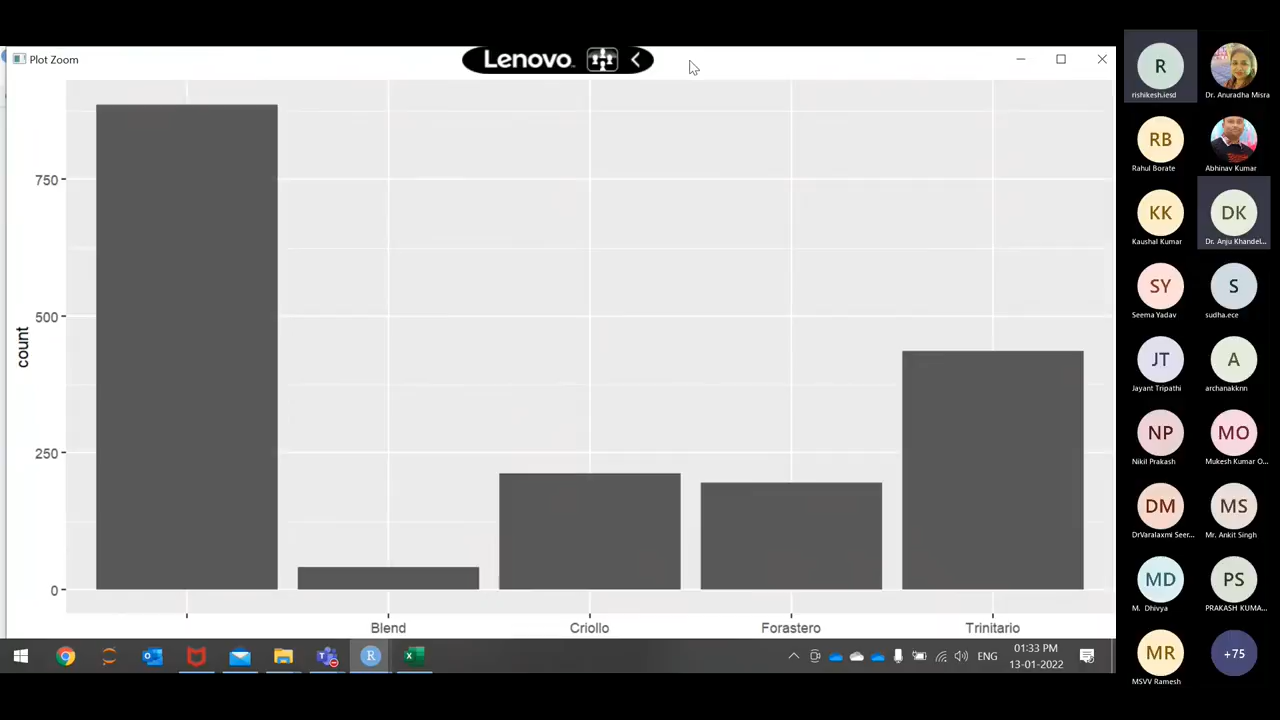 Plot Zoom
Lenovo
750
500
250
0
count
Blend
Criollo
Forastero
Trinitario
ENG
01:33 PM
13-01-2022
R
rishikesh.iesd
Dr. Anuradha Misra
RB
Rahul Borate
Abhinav Kumar
KK
Kaushal Kumar
DK
Dr. Anju Khandel...
SY
Seema Yadav
S
sudha.ece
JT
Jayant Tripathi
A
archanakknn
NP
Nikil Prakash
MO
Mukesh Kumar O...
DM
DrVaralaxmi Seer...
MS
Mr. Ankit Singh
MD
M. Dhivya
PS
PRAKASH KUMA...
MR
MSVV Ramesh
+75